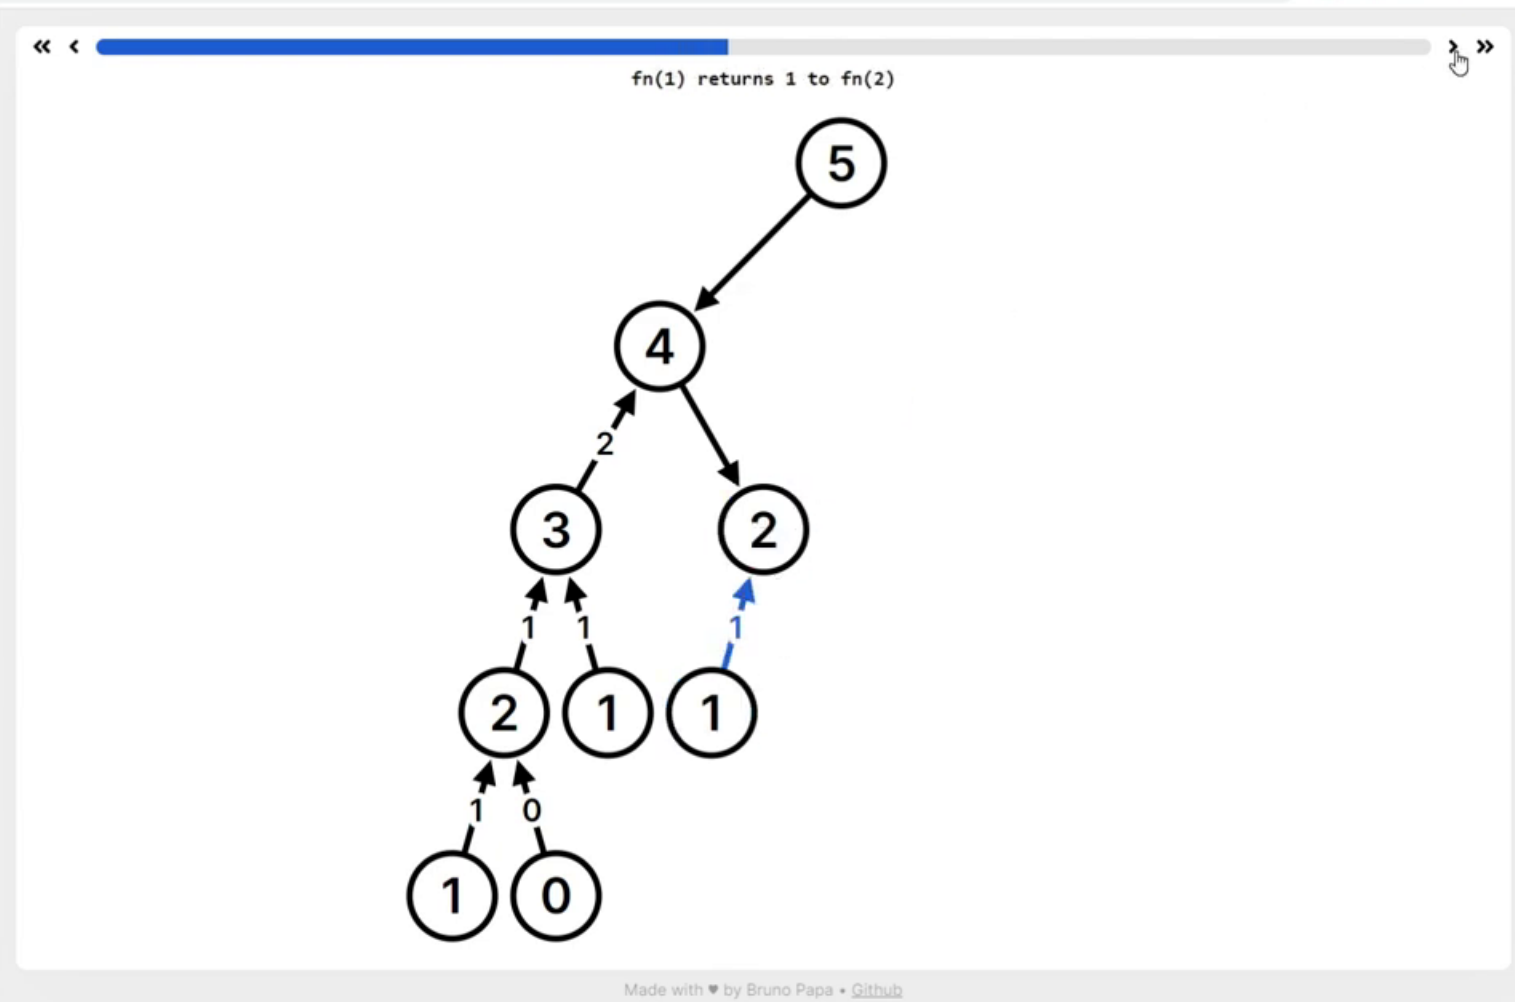 fn(1) returns 1 to fn(2)
5
4
2
3 2
1 1 1
2 1 1
1 0
1 0
Made with ♥ by Bruno Papa • Github